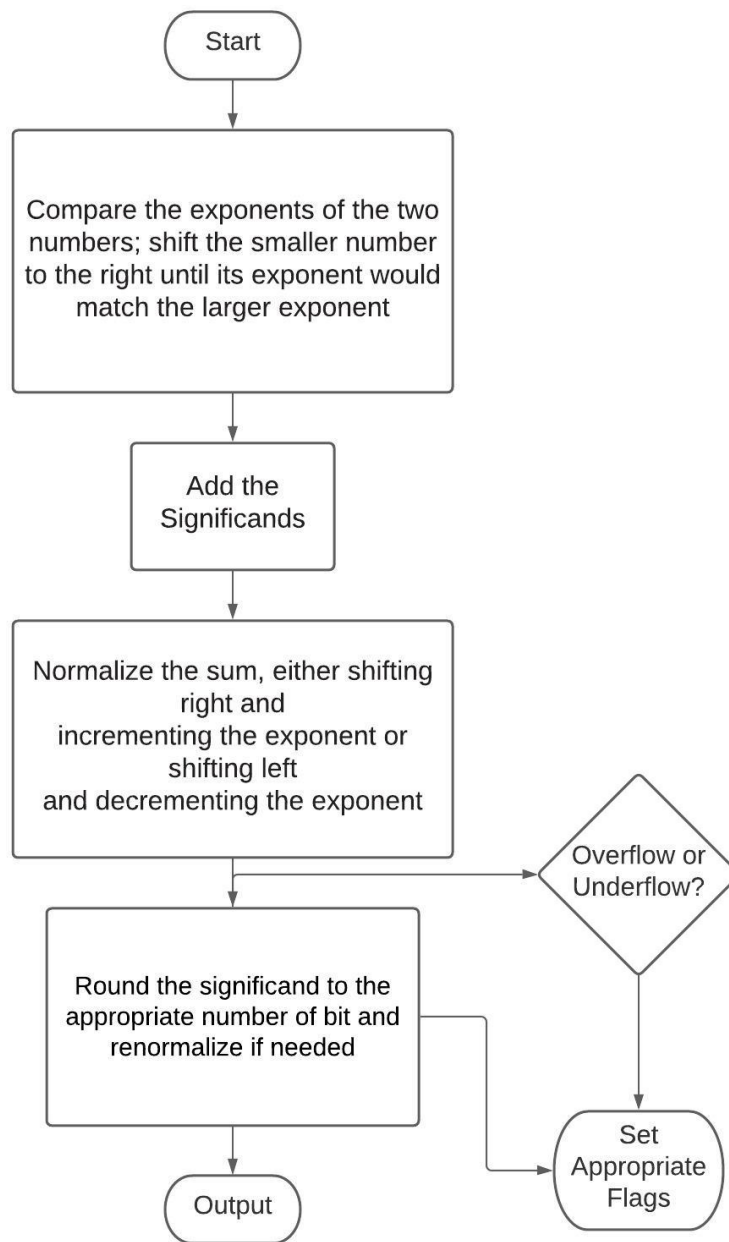 Start
Compare the exponents of the two
numbers; shift the smaller number
to the right until its exponent would
match the larger exponent
Add the
Significands
Normalize the sum, either shifting
right and
incrementing the exponent or
shifting left
and decrementing the exponent
Overflow or
Underflow?
Round the significand to the
appropriate number of bit and
renormalize if needed
Set
Appropriate
Flags
Output